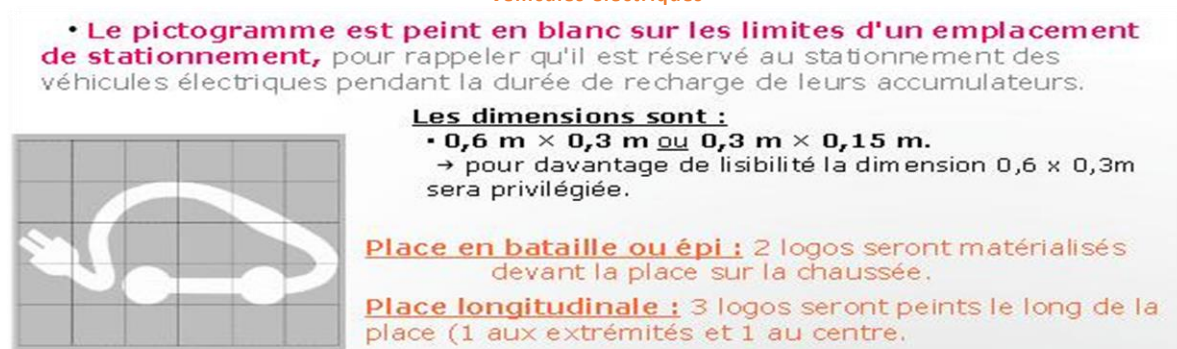 • Le pictogramme est peint en blanc sur les limites d'un emplacement
de stationnement, pour rappeler qu'il est réservé au stationnement des
véhicules électriques pendant la durée de recharge de leurs accumulateurs.
Les dimensions sont :
▪ 0,6 m × 0,3 m ou 0,3 m × 0,15 m.
→ pour davantage de lisibilité la dimension 0,6 x 0,3m
sera privilégiée.
Place en bataille ou épi : 2 logos seront matérialisés
devant la place sur la chaussée.
Place longitudinale : 3 logos seront peints le long de la
place (1 aux extrémités et 1 au centre.